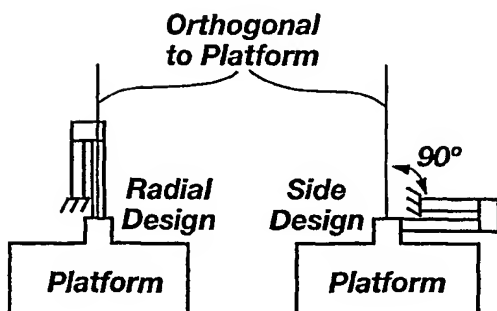 Orthogonal
to Platform
90º
Radial
Design
Side
Design
Platform
Platform